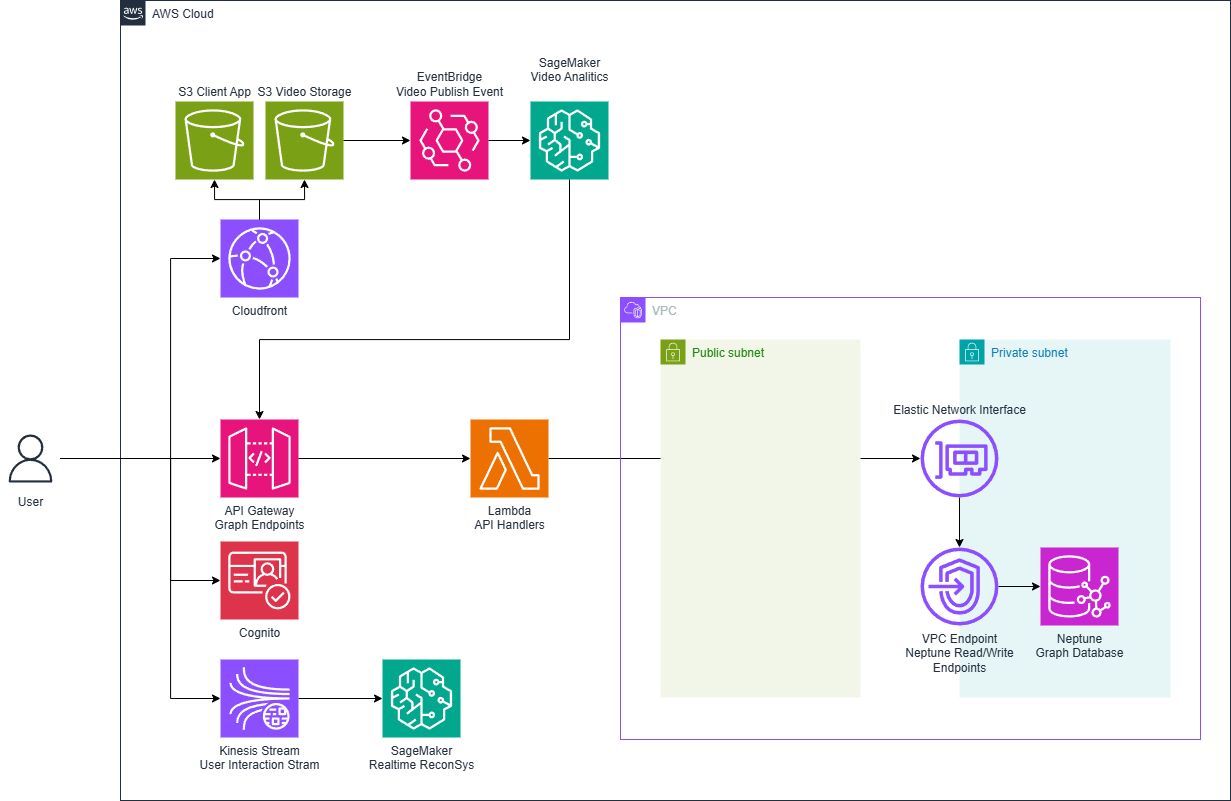 aws
AWS Cloud
S3 Client App
S3 Video Storage
EventBridge
Video Publish Event
SageMaker
Video Analitics
Cloudfront
VPC
Public subnet
Private subnet
Elastic Network Interface
User
API Gateway
Graph Endpoints
Lambda
API Handlers
Cognito
VPC Endpoint
Neptune Read/Write
Endpoints
Neptune
Graph Database
Kinesis Stream
User Interaction Stram
SageMaker
Realtime ReconSys